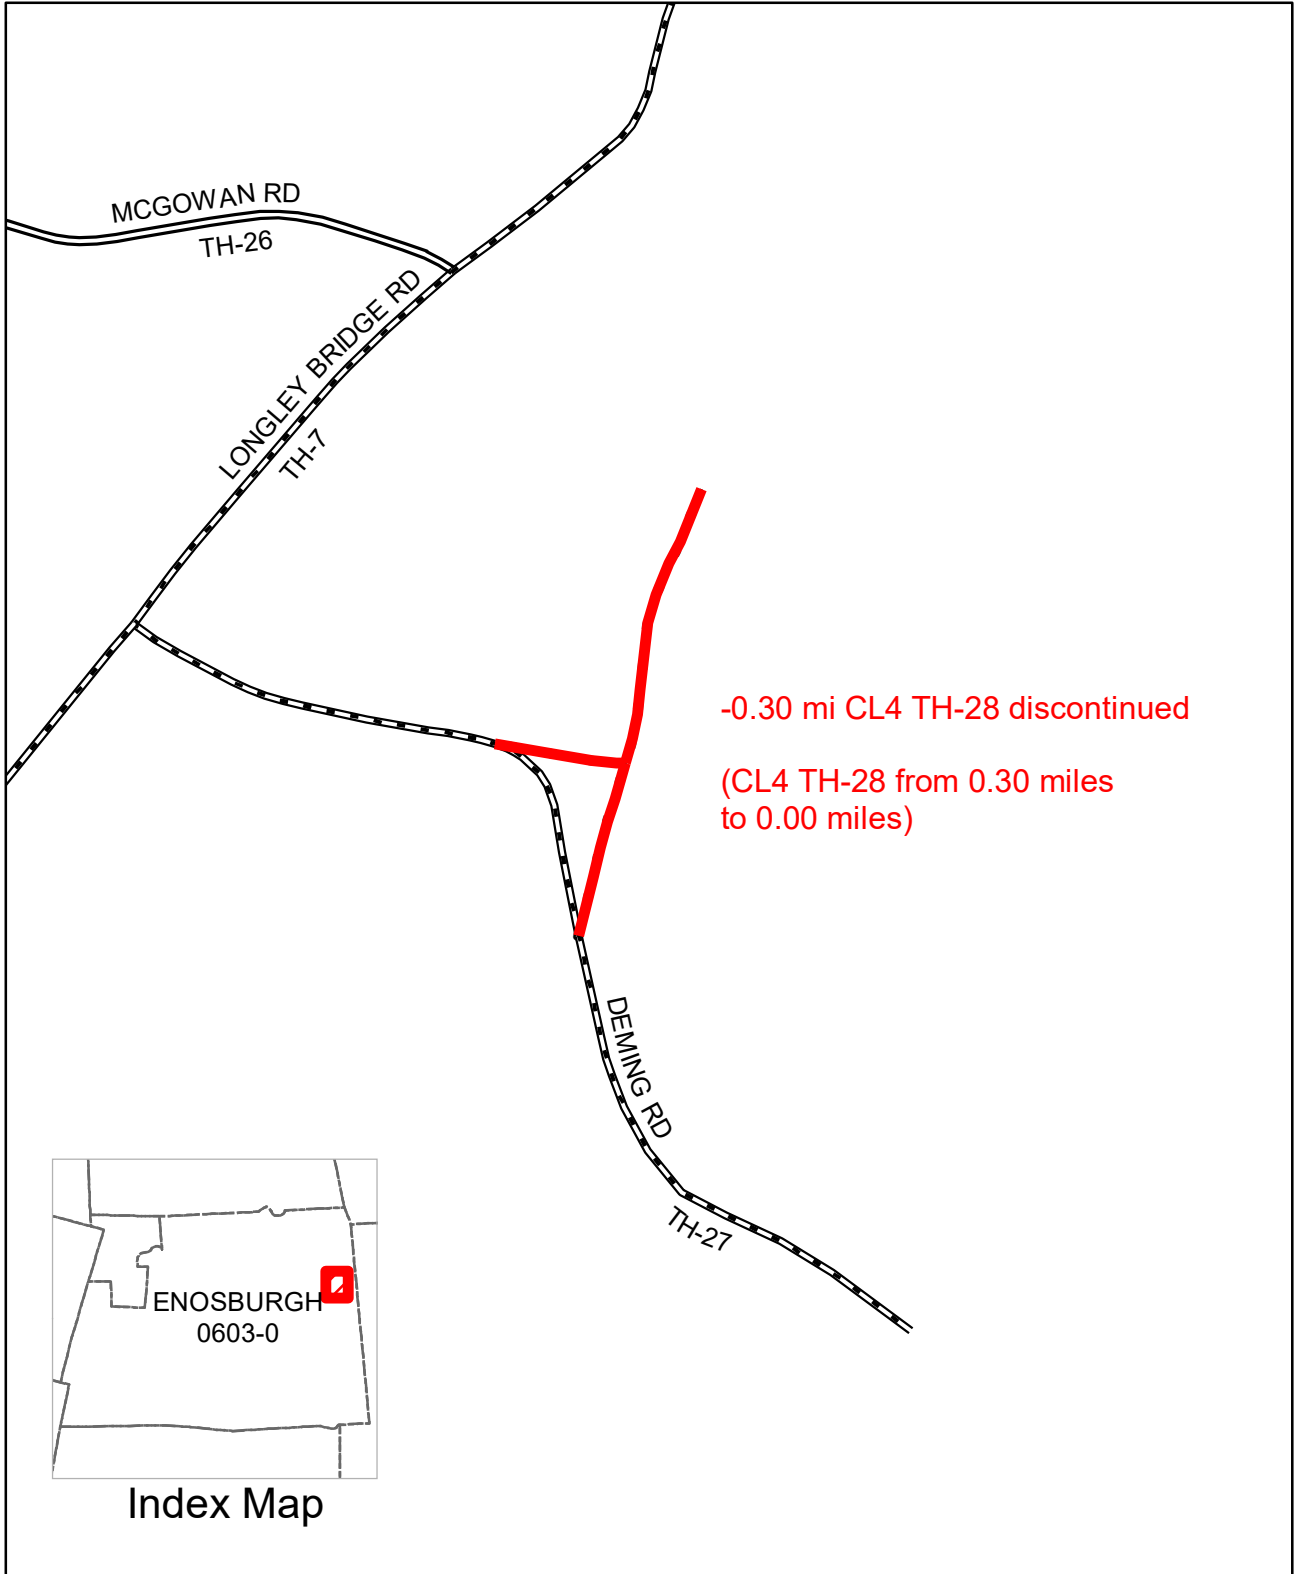 MCGOWAN RD
TH-26
LONGLEY BRIDGE RD
TH-7
-0.30 mi CL4 TH-28 discontinued
(CL4 TH-28 from 0.30 miles
to 0.00 miles)
DEMING RD
TH-27
ENOSBURGH
0603-0
Index Map